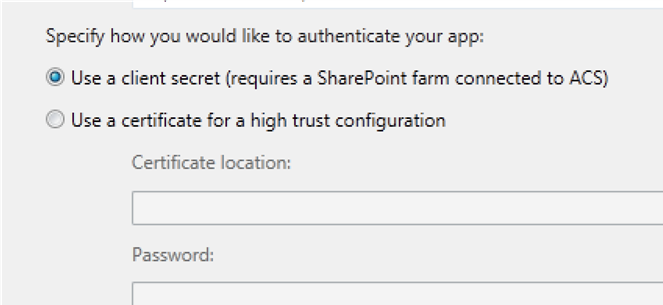 Specify how you would like to authenticate your app:
Use a client secret (requires a SharePoint farm connected to ACS)
Use a certificate for a high trust configuration
Certificate location:
Password: